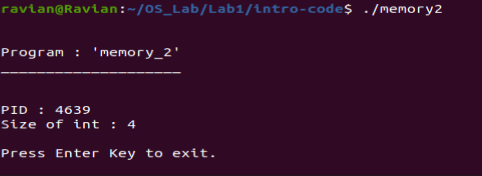 ravian@Ravian:~/OS_Lab/Lab1/intro-code$ ./memory2
Program : 'memory_2'
______________________
PID : 4639
Size of int : 4
Press Enter Key to exit.